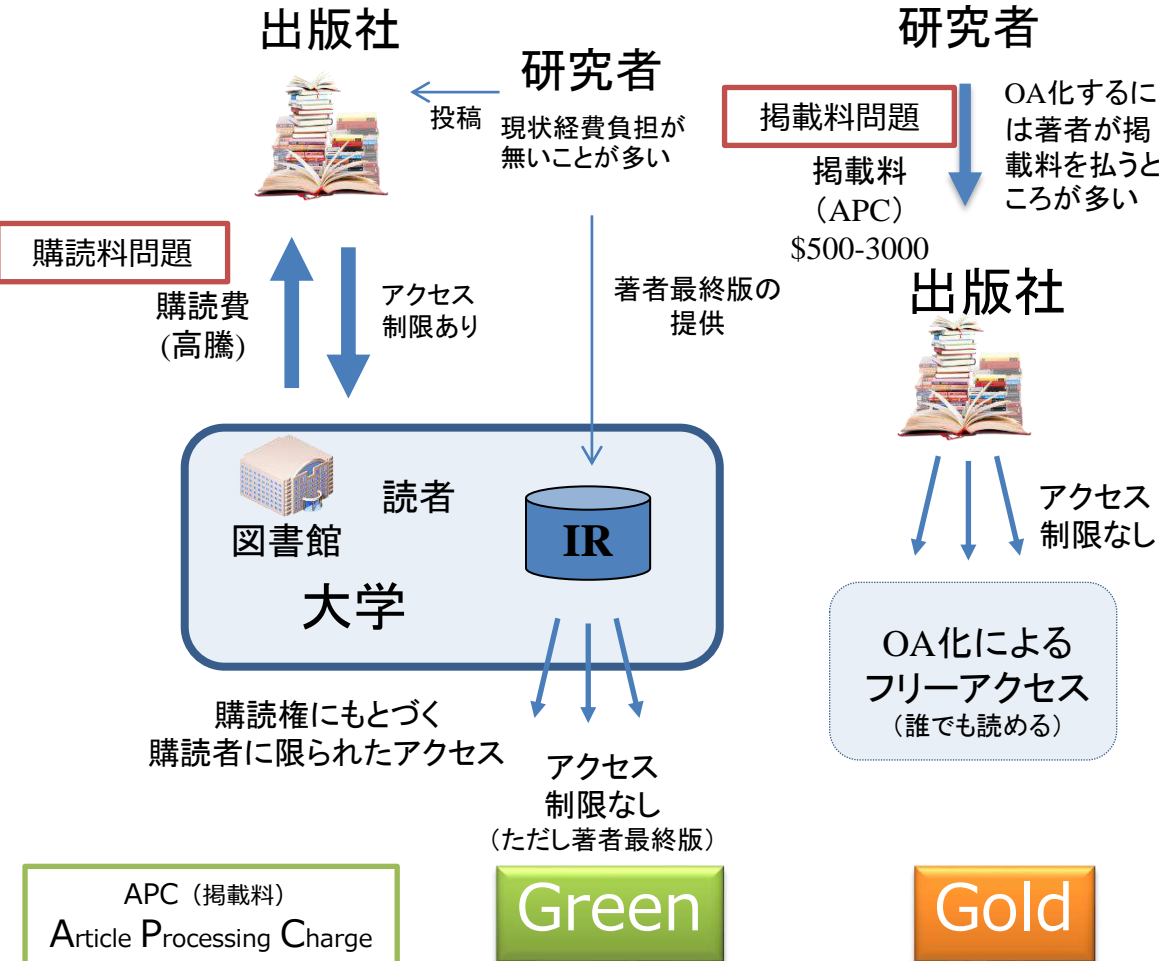 出版社
研究者
投稿
現状経費負担が
無いことが多い
購読料問題
購読費
(高騰)
アクセス
制限あり
著者最終版の
提供
図書館
読者
大学
IR
購読権にもとづく
購読者に限られたアクセス
アクセス
制限なし
（ただし著者最終版）
APC（掲載料）
Article Processing Charge
Green
研究者
掲載料問題
OA化するに
は著者が掲
載料を払うと
ころが多い
掲載料
（APC）
$500-3000
出版社
アクセス
制限なし
OA化による
フリーアクセス
（誰でも読める）
Gold